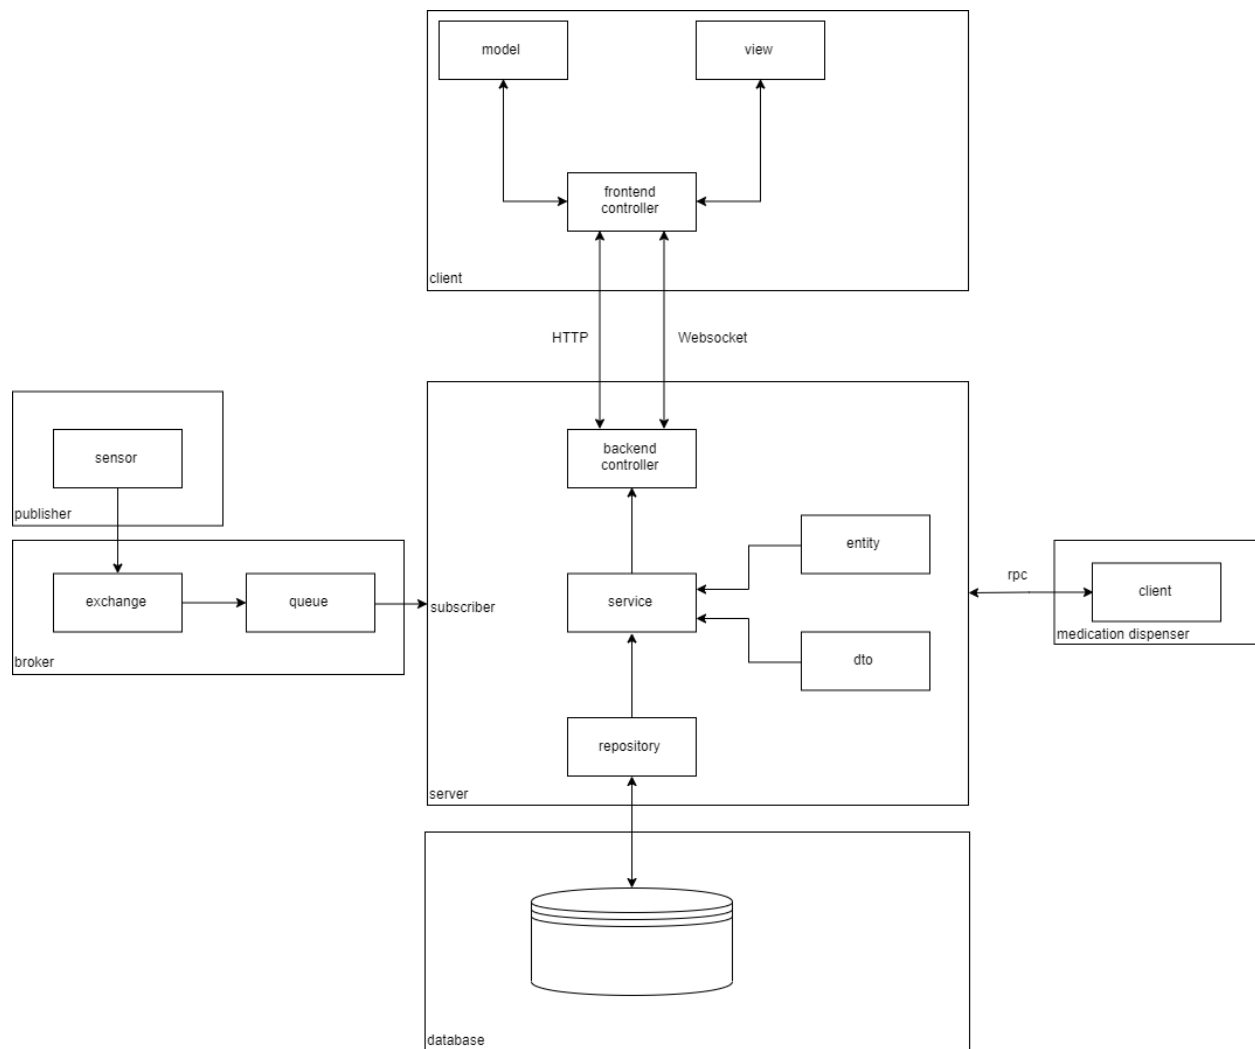 model
view
frontend
controller
client
HTTP
Websocket
sensor
publisher
backend
controller
entity
exchange
queue
subscriber
service
rpc
client
medication dispenser
broker
dto
repository
server
database